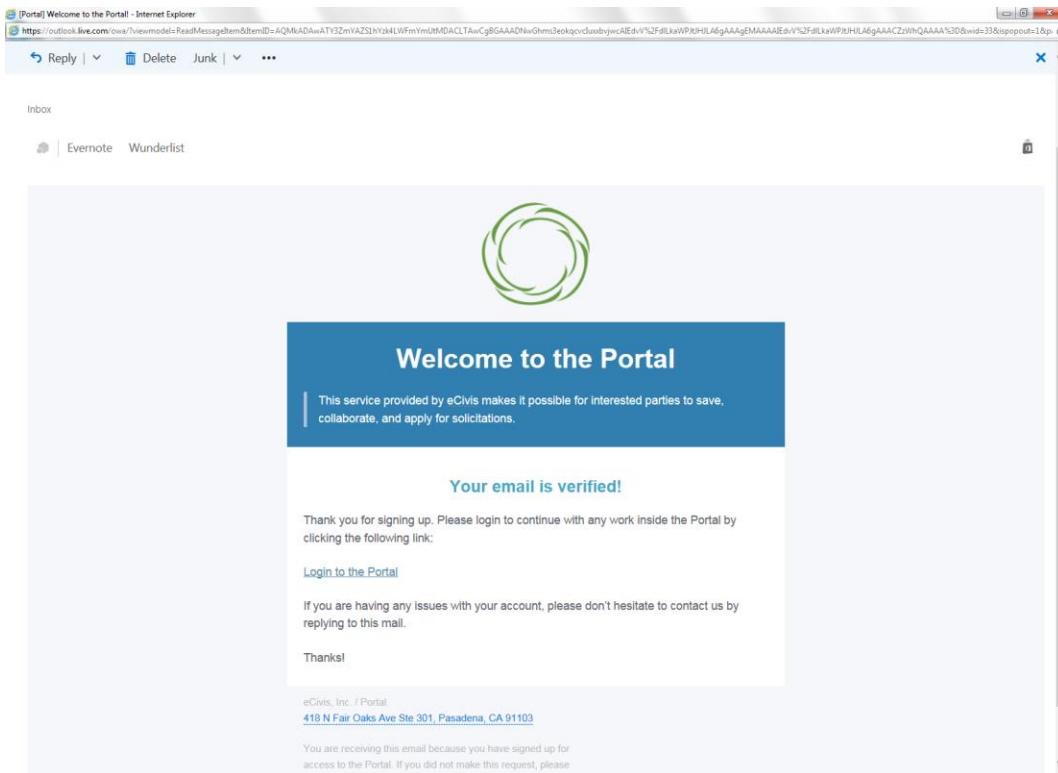 [Portal] Welcome to the Portal! - Internet Explorer
Reply
Delete
Junk
Inbox
Evernote
Wunderlist
Welcome to the Portal
This service provided by eCivis makes it possible for interested parties to save,
collaborate, and apply for solicitations.
Your email is verified!
Thank you for signing up. Please login to continue with any work inside the Portal by
clicking the following link:
Login to the Portal
If you are having any issues with your account, please don't hesitate to contact us by
replying to this mail.
Thanks!
eCivis, Inc. / Portal
418 N Fair Oaks Ave Ste 301, Pasadena, CA 91103
You are receiving this email because you have signed up for
access to the Portal. If you did not make this request, please